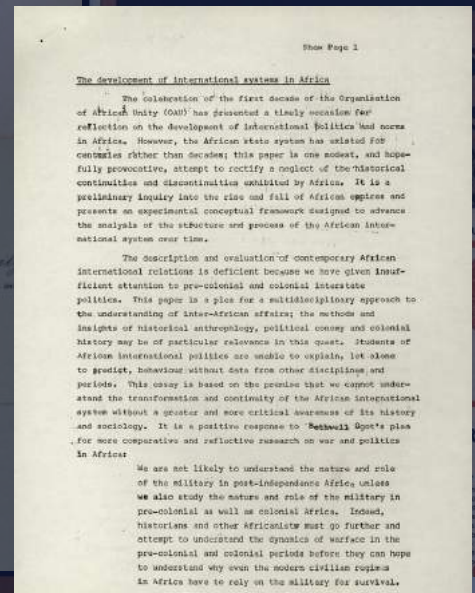 Show Page 1
The development of international systems in Africa
The celebration of the first decade of the Organisation
of African Unity (OAU) has presented a timely occasion for
reflection on the development of international politics and norms
in Africa. However, the African state system has existed for
centuries rather than decades; this paper is one modest, and hope-
fully provocative, attempt to rectify a neglect of the historical
continuities and discontinuities exhibited by Africa. It is a
preliminary inquiry into the rise and fall of African empires and
presents an experimental conceptual framework designed to advance
the analysis of the structure and process of the African inter-
national system over time.
The description and evaluation of contemporary African
international relations is deficient because we have given insuf-
ficient attention to pre-colonial and colonial interstate
politics. This paper is a plea for a multidisciplinary approach to
the understanding of inter-African affairs; the methods and
insights of historical anthrophlogy, political conomy and colonial
history may be of particular relevance in this quest. Students of
African international politics are unable to explain, let alone
to predict, behaviour without data from other disciplines and
periods. This essay is based on the premise that we cannot under-
stand the transformation and continuity of the African international
system without a greater and more critical awareness of its history
and sociology. It is a positive response to Bethwell Ogot's plea
for more comparative and reflective research on war and politics
in Africa:
We are not likely to understand the nature and role
of the military in post-independence Africa unless
we also study the nature and role of the military in
pre-colonial as well as colonial Africa. Indeed,
historians and other Africanists must go further and
attempt to understand the dynamics of warfare in the
pre-colonial and colonial periods before they can hope
to understand why even the modern civilian regimes
in Africa have to rely on the military for survival.